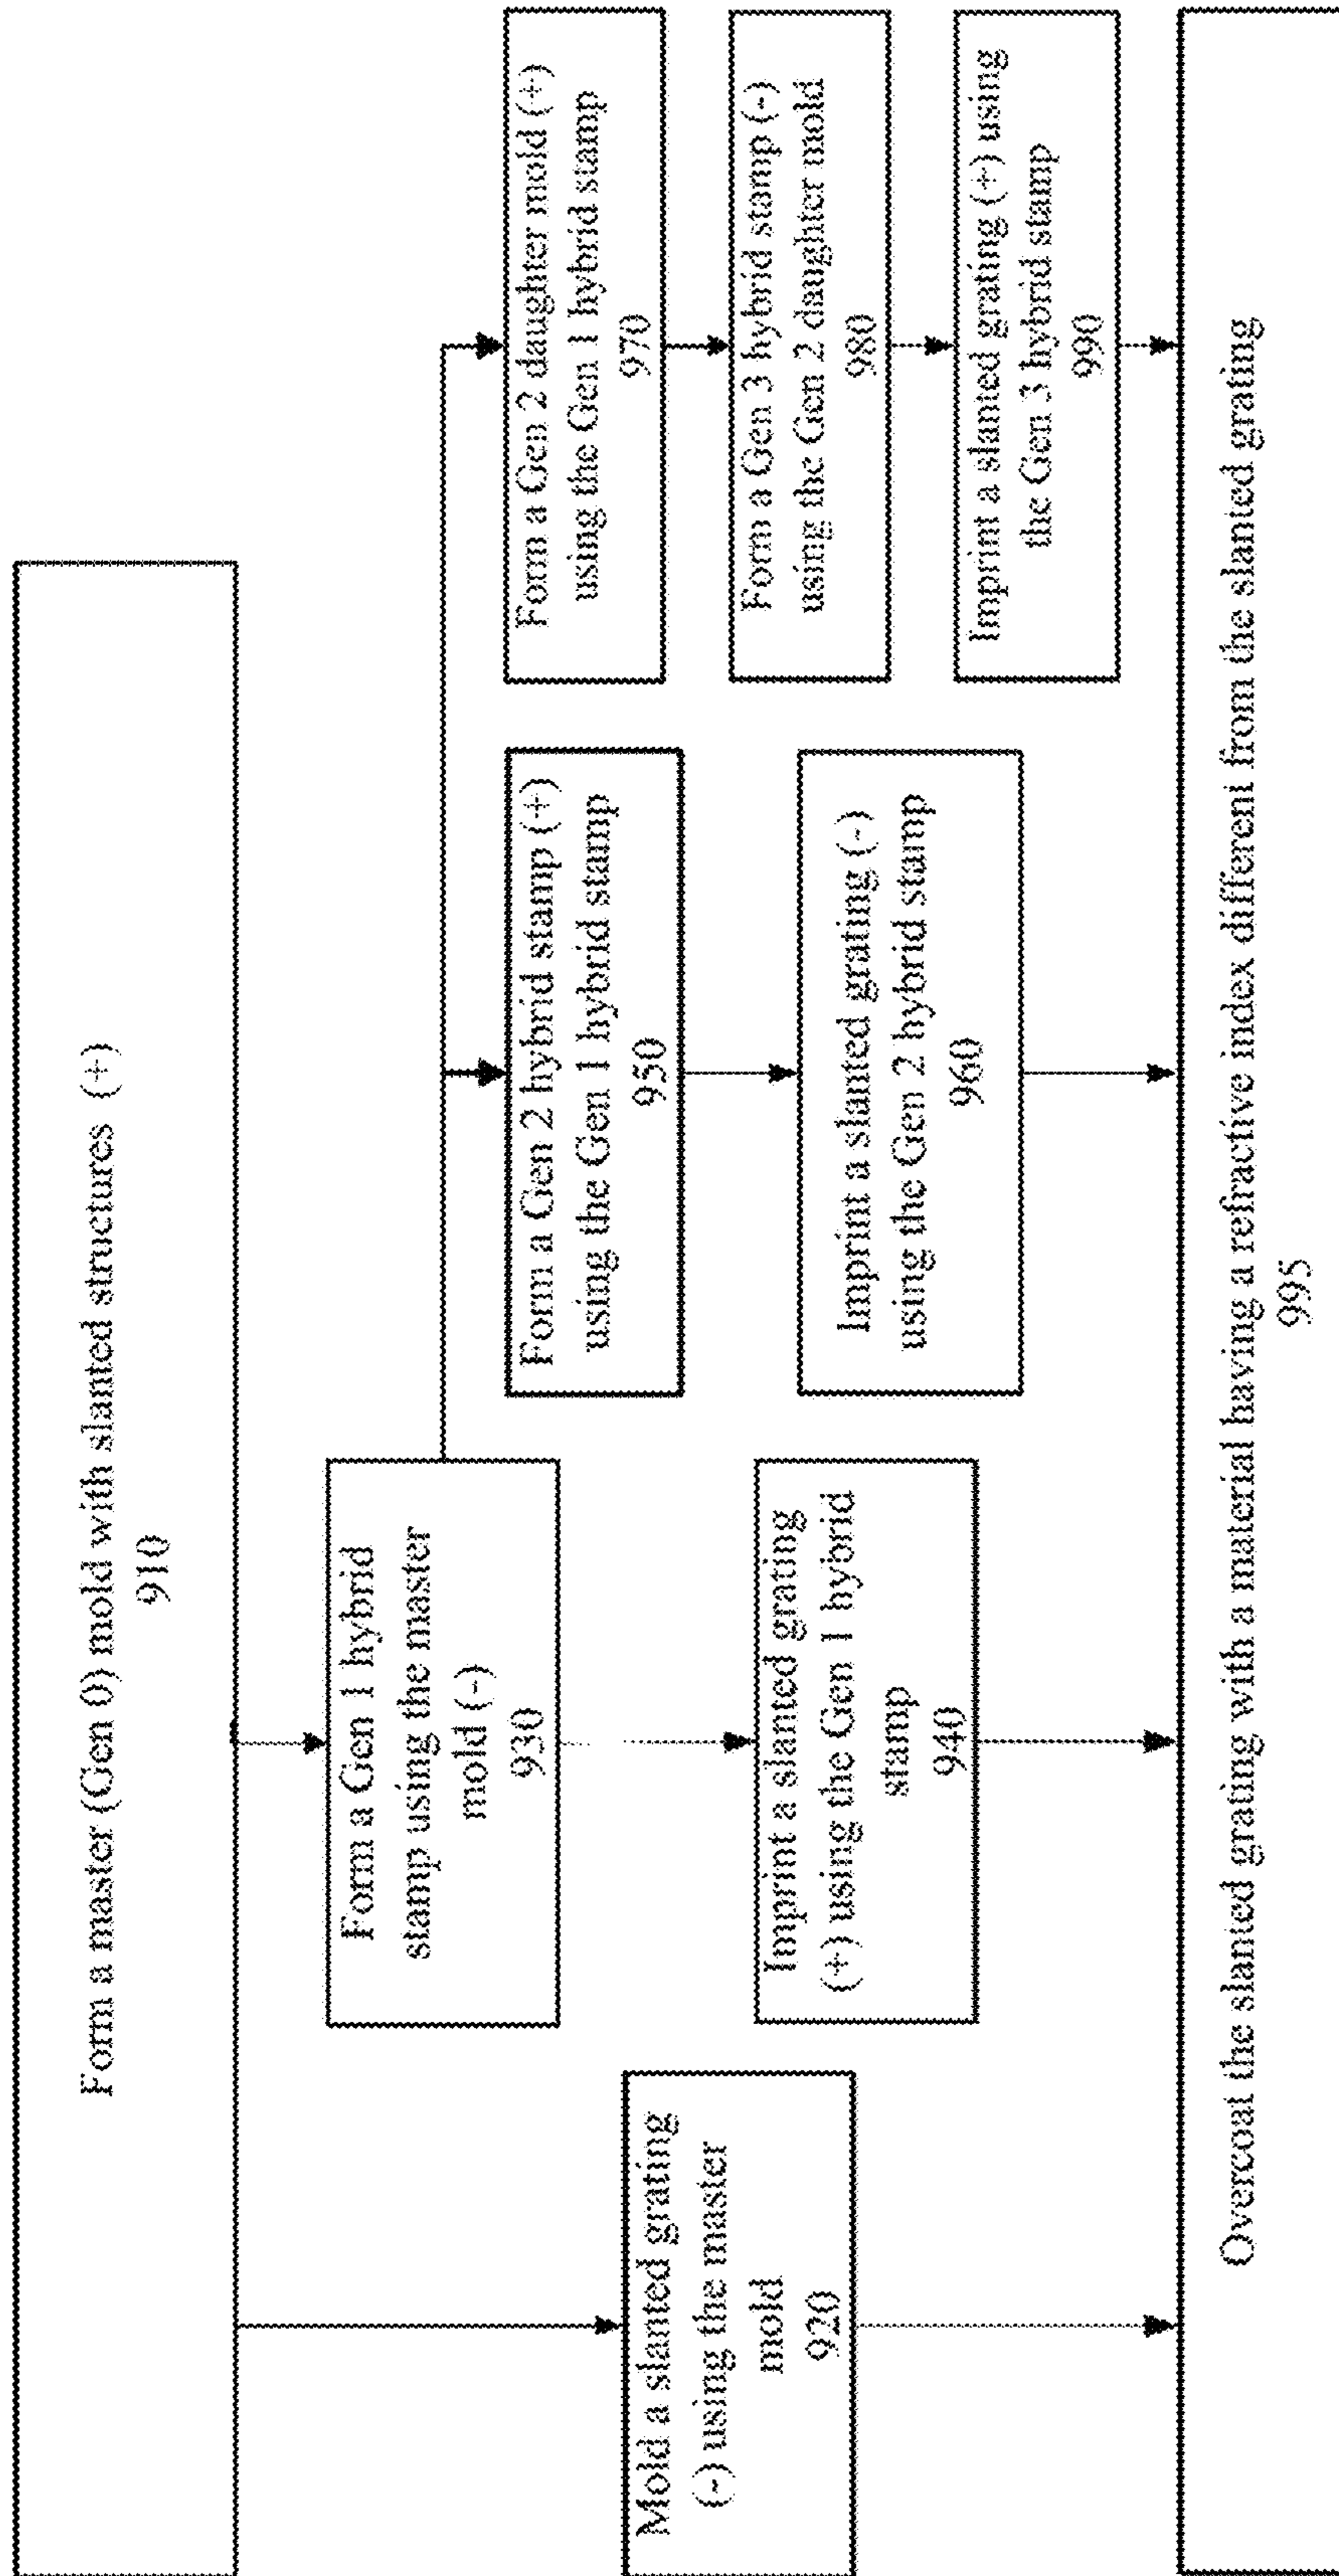 Form a master (Gen 0) mold with slanted structures (+)
910
Mold a slanted grating
(-) using the master
mold
920
Form a Gen 1 hybrid
stamp using the master
mold (-)
930
Imprint a slanted grating
(+) using the Gen 1 hybrid
stamp
940
Form a Gen 2 hybrid stamp (+)
using the Gen 1 hybrid stamp
950
Imprint a slanted grating (-)
using the Gen 2 hybrid stamp
960
Form a Gen 2 daughter mold (+)
using the Gen 1 hybrid stamp
970
Form a Gen 3 hybrid stamp (-)
using the Gen 2 daughter mold
980
Imprint a slanted grating (+) using
the Gen 3 hybrid stamp
990
Overcoat the slanted grating with a material having a refractive index different from the slanted grating
995